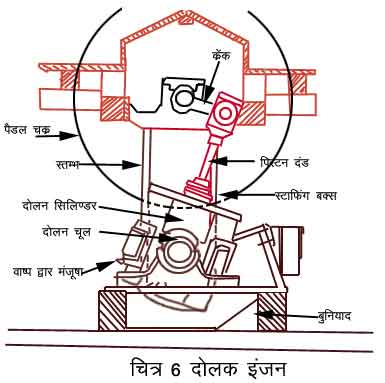 क्रेंक
पैडल चक्र
स्तम्भ
पिस्टन दंड
स्टाफिंग बक्स
दोलन सिलिण्डर
दोलन चूल
वाष्प द्वार मंजूषा
बुनियाद
चित्र 6 दोलक इंजन